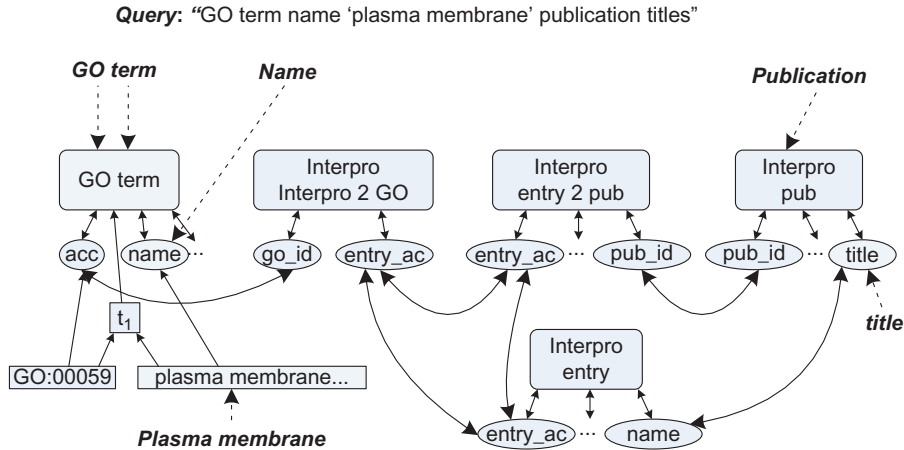 Query: “GO term name ‘plasma membrane’ publication titles”
GO term
Name
Publication
GO term
Interpro
Interpro 2 GO
Interpro
entry 2 pub
Interpro
pub
acc
name
...
go_id
entry_ac
entry_ac
...
pub_id
pub_id
...
title
t1
title
Interpro
entry
GO:00059
plasma membrane...
Plasma membrane
entry_ac
...
name